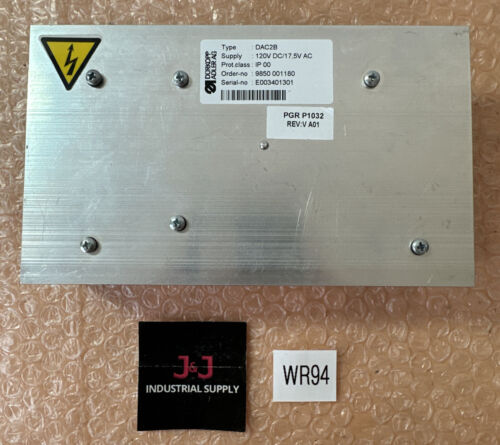 DÜRKOPP
ADLER AG
Type : DAC2B
Supply : 120V DC/17,5V AC
Prot.class : IP 00
Order-no : 9850 001160
Serial-no : E003401301
PGR P1032
REV:V A01
J&J
INDUSTRIAL SUPPLY
WR94